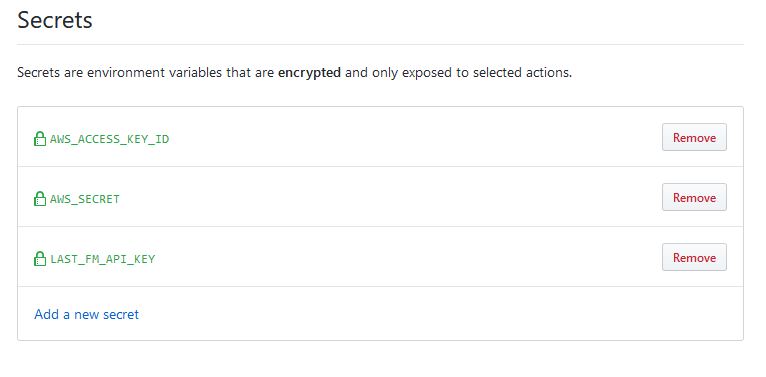 Secrets
Secrets are environment variables that are encrypted and only exposed to selected actions.
AWS_ACCESS_KEY_ID Remove
AWS_SECRET Remove
LAST_FM_API_KEY Remove
Add a new secret